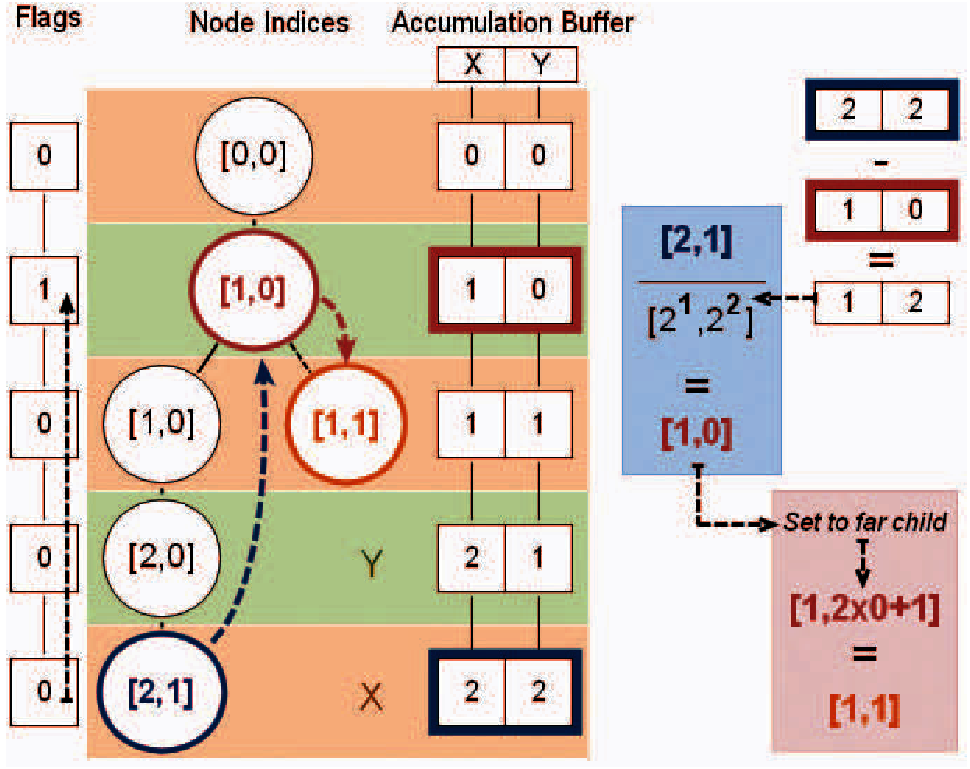 Flags Node Indices Accumulation Buffer
X Y
0 [0,0] 0 0
1 [1,0] 1 0
0 [1,0] [1,1] 1 1
0 [2,0] Y 2 1
0 [2,1] X 2 2
2 2
-
1 0
=
1 2
[2,1]
[2^1,2^2]
=
[1,0]
Set to far child
[1,2x0+1]
=
[1,1]